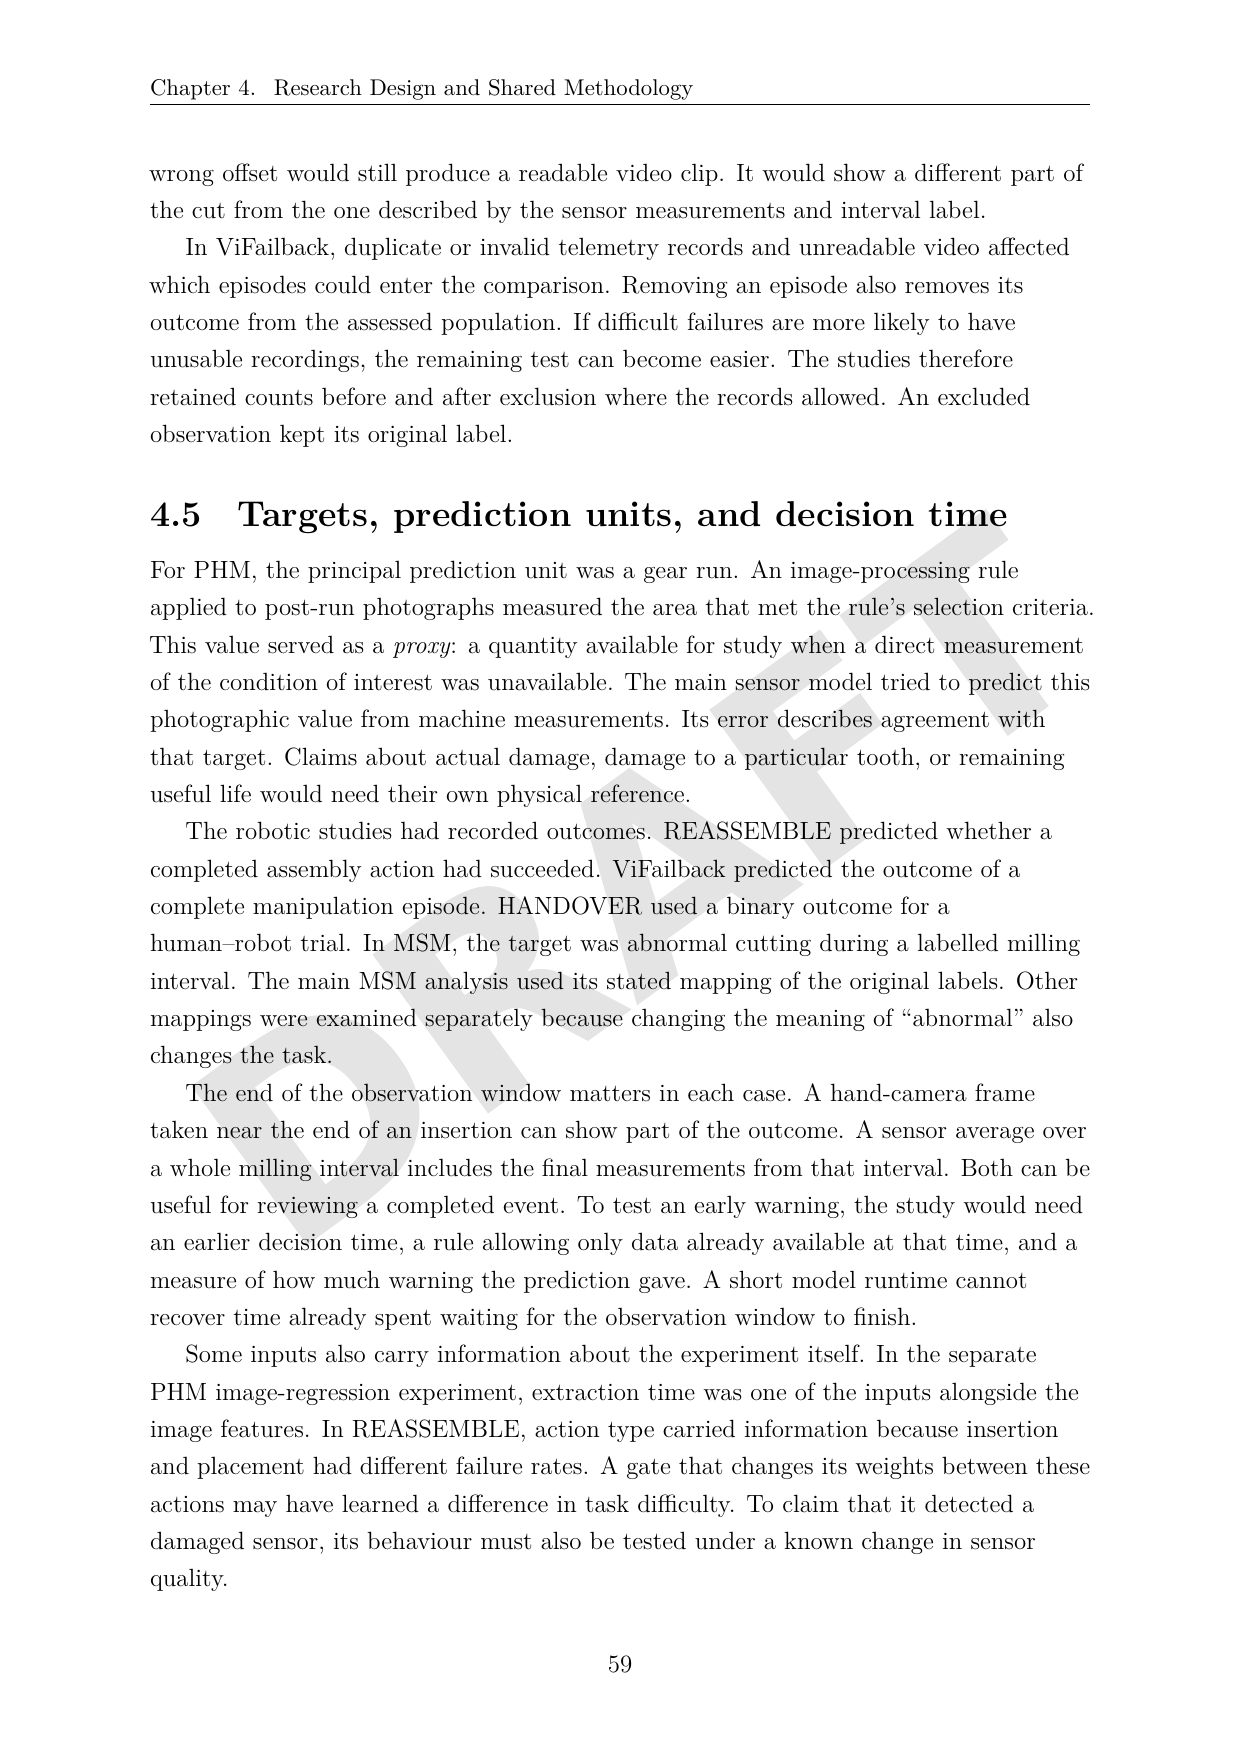 Chapter 4. Research Design and Shared Methodology
wrong offset would still produce a readable video clip. It would show a different part of
the cut from the one described by the sensor measurements and interval label.
In ViFailback, duplicate or invalid telemetry records and unreadable video affected
which episodes could enter the comparison. Removing an episode also removes its
outcome from the assessed population. If difficult failures are more likely to have
unusable recordings, the remaining test can become easier. The studies therefore
retained counts before and after exclusion where the records allowed. An excluded
observation kept its original label.
4.5 Targets, prediction units, and decision time
For PHM, the principal prediction unit was a gear run. An image-processing rule
applied to post-run photographs measured the area that met the rule's selection criteria.
This value served as a proxy: a quantity available for study when a direct measurement
of the condition of interest was unavailable. The main sensor model tried to predict this
photographic value from machine measurements. Its error describes agreement with
that target. Claims about actual damage, damage to a particular tooth, or remaining
useful life would need their own physical reference.
The robotic studies had recorded outcomes. REASSEMBLE predicted whether a
completed assembly action had succeeded. ViFailback predicted the outcome of a
complete manipulation episode. HANDOVER used a binary outcome for a
human–robot trial. In MSM, the target was abnormal cutting during a labelled milling
interval. The main MSM analysis used its stated mapping of the original labels. Other
mappings were examined separately because changing the meaning of “abnormal” also
changes the task.
The end of the observation window matters in each case. A hand-camera frame
taken near the end of an insertion can show part of the outcome. A sensor average over
a whole milling interval includes the final measurements from that interval. Both can be
useful for reviewing a completed event. To test an early warning, the study would need
an earlier decision time, a rule allowing only data already available at that time, and a
measure of how much warning the prediction gave. A short model runtime cannot
recover time already spent waiting for the observation window to finish.
Some inputs also carry information about the experiment itself. In the separate
PHM image-regression experiment, extraction time was one of the inputs alongside the
image features. In REASSEMBLE, action type carried information because insertion
and placement had different failure rates. A gate that changes its weights between these
actions may have learned a difference in task difficulty. To claim that it detected a
damaged sensor, its behaviour must also be tested under a known change in sensor
quality.
59
DRAFT